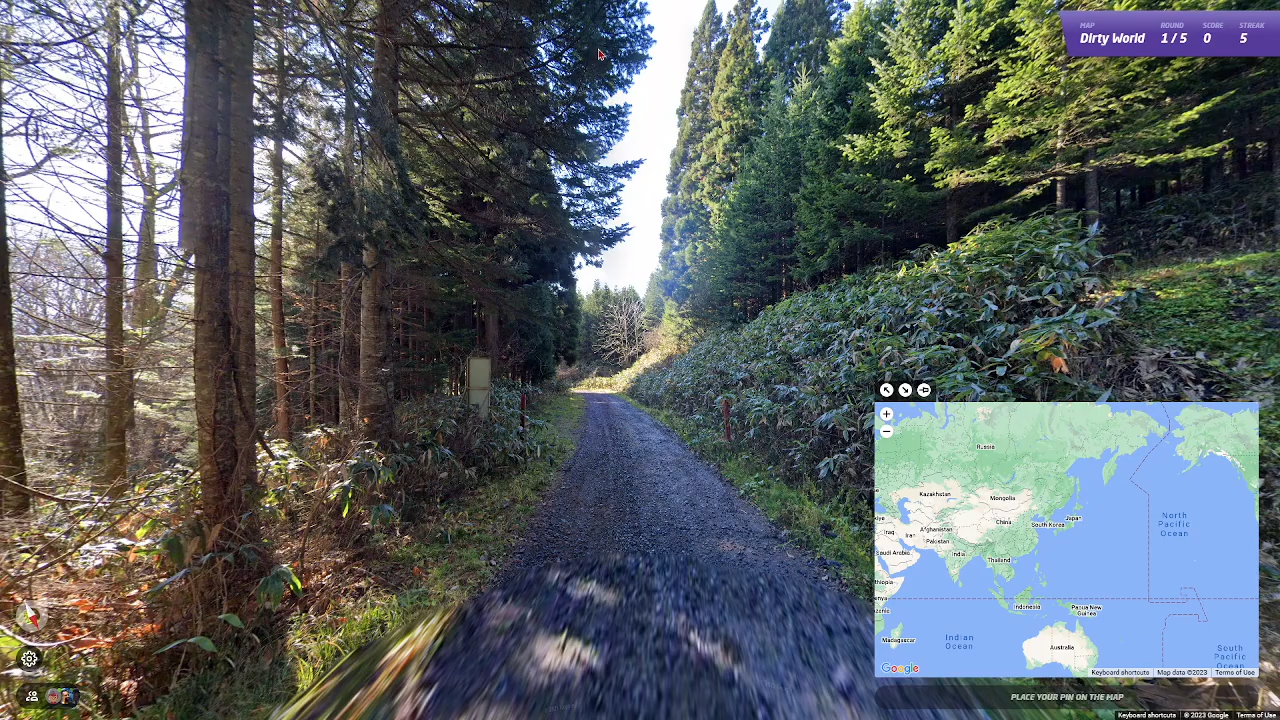 MAP
Dirty World
ROUND
1 / 5
SCORE
0
STREAK
5
Russia
Kazakhstan
Mongolia
Afghanistan
China
Japan
South Korea
Iraq
Iran
Pakistan
North
Pacific
Ocean
Saudi Arabia
India
Thailand
Indonesia
Papua New
Guinea
Madagascar
Indian
Ocean
Australia
South
Pacific
Ocean
Google
Keyboard shortcuts
Map data ©2023
Terms of Use
PLACE YOUR PIN ON THE MAP
Keyboard shortcuts
© 2023 Google
Terms of Use